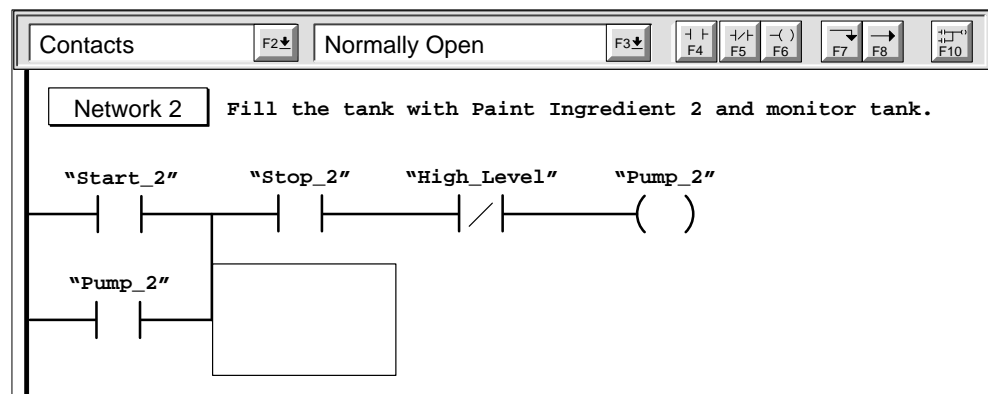 Contacts F2 Normally Open F3 F4 F5 F6 F7 F8 F10
Network 2 Fill the tank with Paint Ingredient 2 and monitor tank.
“Start_2” “Stop_2” “High_Level” “Pump_2”
“Pump_2”